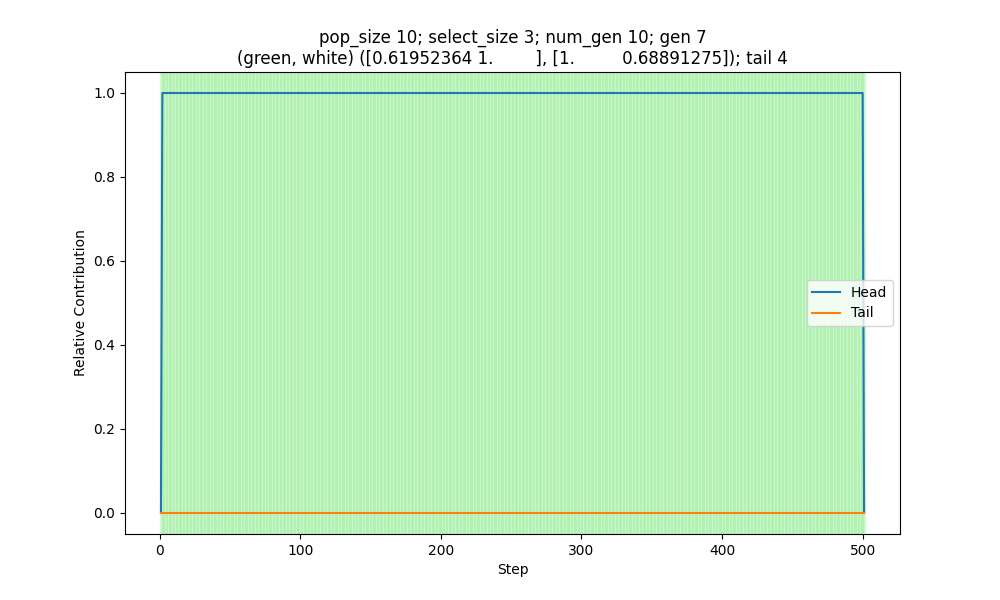 pop_size 10; select_size 3; num_gen 10; gen 7
(green, white) ([0.61952364 1.        ], [1.         0.68891275]); tail 4
1.0
0.8
0.6
0.4
0.2
0.0
Relative Contribution
Head
Tail
0 100 200 300 400 500
Step